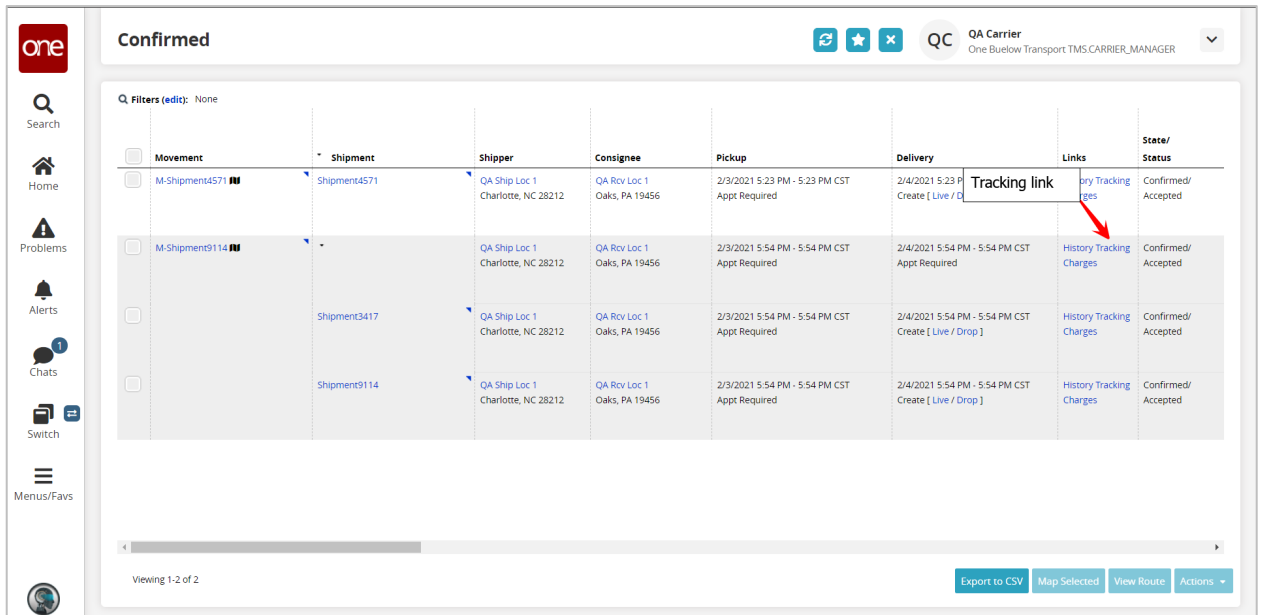 one
Search
Home
Problems
Alerts
1
Chats
Switch
Menus/Favs
Confirmed
QC
QA Carrier
One Buelow Transport TMS.CARRIER_MANAGER
Filters (edit): None
Movement Shipment Shipper Consignee Pickup Delivery Links State/
Status
M-Shipment4571 Shipment4571 QA Ship Loc 1 QA Rcv Loc 1 2/3/2021 5:23 PM - 5:23 PM CST 2/4/2021 5:23 P ory Tracking Confirmed/
Charlotte, NC 28212 Oaks, PA 19456 Appt Required Create [ Live / D rges Accepted
Tracking link
M-Shipment9114 QA Ship Loc 1 QA Rcv Loc 1 2/3/2021 5:54 PM - 5:54 PM CST 2/4/2021 5:54 PM - 5:54 PM CST History Tracking Confirmed/
Charlotte, NC 28212 Oaks, PA 19456 Appt Required Appt Required Charges Accepted
Shipment3417 QA Ship Loc 1 QA Rcv Loc 1 2/3/2021 5:54 PM - 5:54 PM CST 2/4/2021 5:54 PM - 5:54 PM CST History Tracking Confirmed/
Charlotte, NC 28212 Oaks, PA 19456 Appt Required Create [ Live / Drop ] Charges Accepted
Shipment9114 QA Ship Loc 1 QA Rcv Loc 1 2/3/2021 5:54 PM - 5:54 PM CST 2/4/2021 5:54 PM - 5:54 PM CST History Tracking Confirmed/
Charlotte, NC 28212 Oaks, PA 19456 Appt Required Create [ Live / Drop ] Charges Accepted
Viewing 1-2 of 2
Export to CSV Map Selected View Route Actions